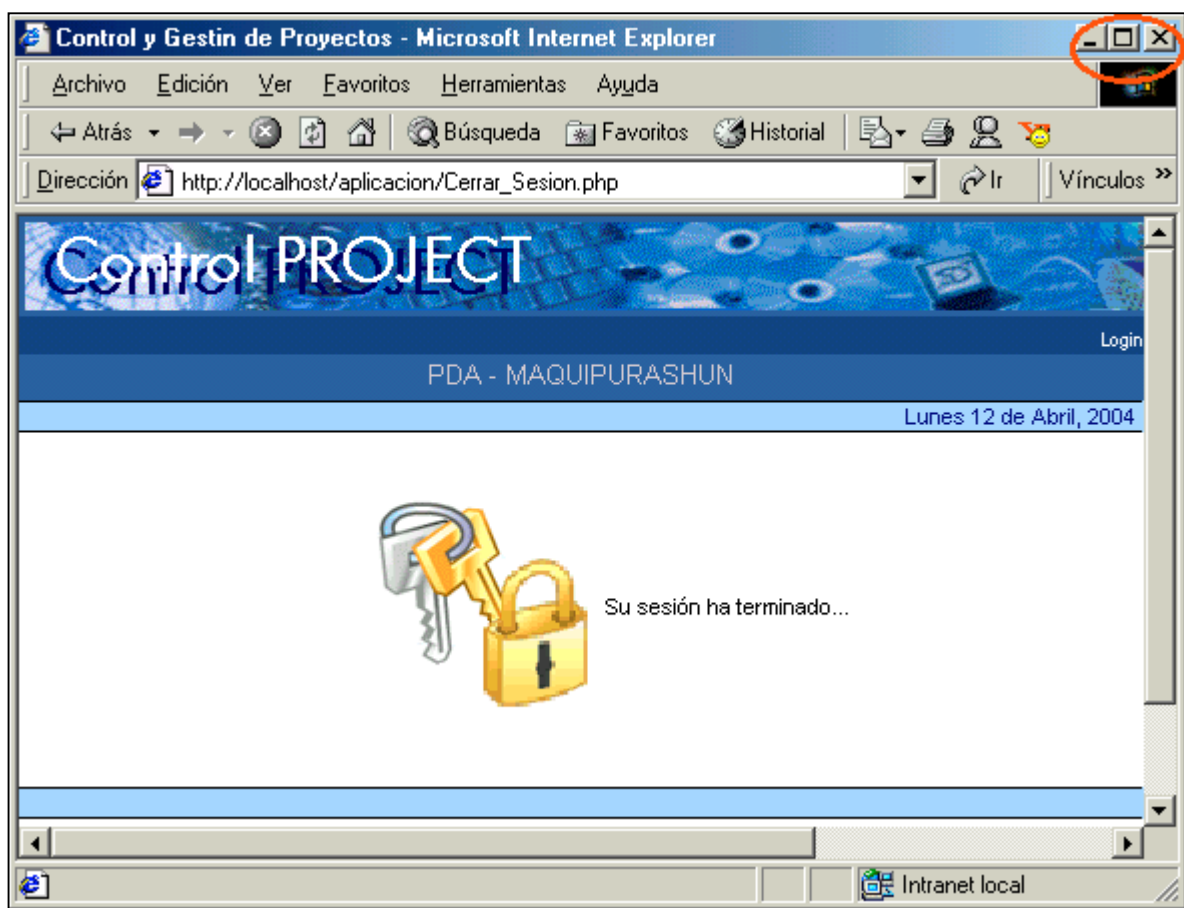 Control y Gestin de Proyectos - Microsoft Internet Explorer
Archivo Edición Ver Favoritos Herramientas Ayuda
Atrás Búsqueda Favoritos Historial
Dirección http://localhost/aplicacion/Cerrar_Sesion.php Ir Vínculos »
Control PROJECT
Login
PDA - MAQUIPURASHUN
Lunes 12 de Abril, 2004
Su sesión ha terminado...
Intranet local